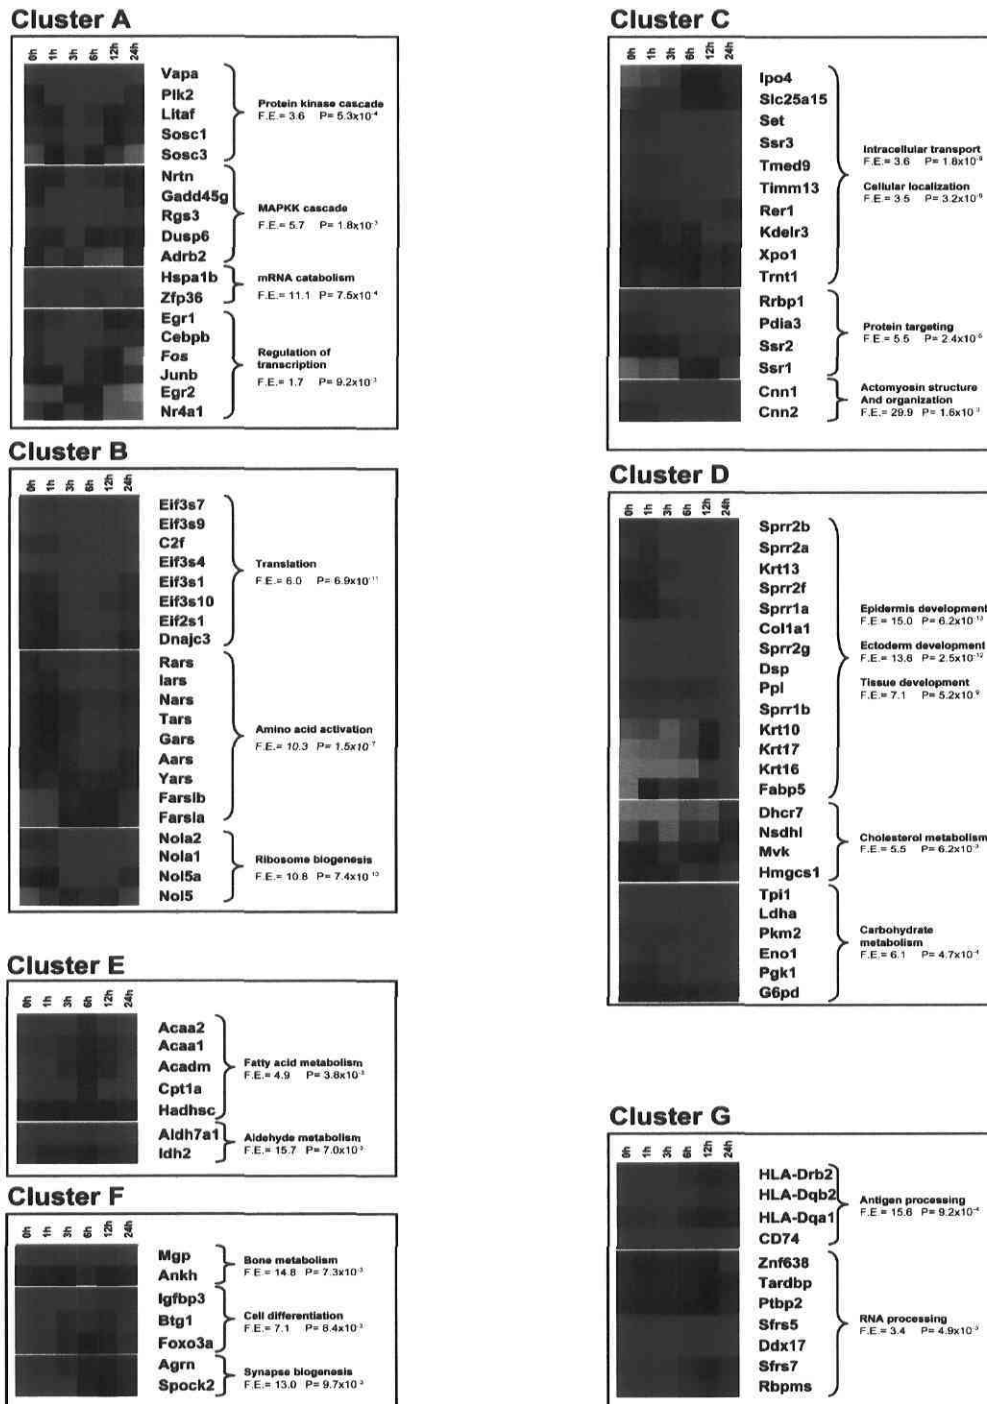 Cluster A
0h 1h 3h 6h 12h 24h
Vapa
Plk2
Litaf
Sosc1
Sosc3
Protein kinase cascade
F.E.= 3.6 P= 5.3x10⁻⁴
Nrtn
Gadd45g
Rgs3
Dusp6
Adrb2
MAPKK cascade
F.E.= 5.7 P= 1.8x10⁻³
Hspa1b
Zfp36
mRNA catabolism
F.E.= 11.1 P= 7.5x10⁻⁴
Egr1
Cebpb
Fos
Junb
Egr2
Nr4a1
Regulation of
transcription
F.E.= 1.7 P= 9.2x10⁻³
Cluster B
0h 1h 3h 6h 12h 24h
Eif3s7
Eif3s9
C2f
Eif3s4
Eif3s1
Eif3s10
Eif2s1
Dnajc3
Translation
F.E.= 6.0 P= 6.9x10⁻¹¹
Rars
Iars
Nars
Tars
Gars
Aars
Yars
Farslb
Farsla
Amino acid activation
F.E.= 10.3 P= 1.5x10⁻⁷
Nola2
Nola1
Nol5a
Nol5
Ribosome biogenesis
F.E.= 10.8 P= 7.4x10⁻¹⁰
Cluster E
0h 1h 3h 6h 12h 24h
Acaa2
Acaa1
Acadm
Cpt1a
Hadhsc
Fatty acid metabolism
F.E.= 4.9 P= 3.8x10⁻³
Aldh7a1
Idh2
Aldehyde metabolism
F.E.= 15.7 P= 7.0x10⁻³
Cluster F
0h 1h 3h 6h 12h 24h
Mgp
Ankh
Bone metabolism
F.E.= 14.8 P= 7.3x10⁻³
Igfbp3
Btg1
Foxo3a
Cell differentiation
F.E.= 7.1 P= 8.4x10⁻³
Agrn
Spock2
Synapse biogenesis
F.E.= 13.0 P= 9.7x10⁻³
Cluster C
0h 1h 3h 6h 12h 24h
Ipo4
Slc25a15
Set
Ssr3
Tmed9
Timm13
Rer1
Kdelr3
Xpo1
Trnt1
Intracellular transport
F.E.= 3.6 P= 1.8x10⁻⁹
Cellular localization
F.E.= 3.5 P= 3.2x10⁻⁹
Rrbp1
Pdia3
Ssr2
Ssr1
Protein targeting
F.E.= 5.5 P= 2.4x10⁻⁵
Cnn1
Cnn2
Actomyosin structure
And organization
F.E.= 29.9 P= 1.6x10⁻³
Cluster D
0h 1h 3h 6h 12h 24h
Sprr2b
Sprr2a
Krt13
Sprr2f
Sprr1a
Col1a1
Sprr2g
Dsp
Ppl
Sprr1b
Krt10
Krt17
Krt16
Fabp5
Epidermis development
F.E = 15.0 P= 6.2x10⁻¹³
Ectoderm development
F.E.= 13.6 P= 2.5x10⁻¹²
Tissue development
F.E.= 7.1 P= 5.2x10⁻⁹
Dhcr7
Nsdhl
Mvk
Hmgcs1
Cholesterol metabolism
F.E.= 5.5 P= 6.2x10⁻³
Tpi1
Ldha
Pkm2
Eno1
Pgk1
G6pd
Carbohydrate
metabolism
F.E.= 6.1 P= 4.7x10⁻⁴
Cluster G
0h 1h 3h 6h 12h 24h
HLA-Drb2
HLA-Dqb2
HLA-Dqa1
CD74
Antigen processing
F.E = 15.6 P= 9.2x10⁻⁴
Znf638
Tardbp
Ptbp2
Sfrs5
Ddx17
Sfrs7
Rbpms
RNA processing
F.E.= 3.4 P= 4.9x10⁻³